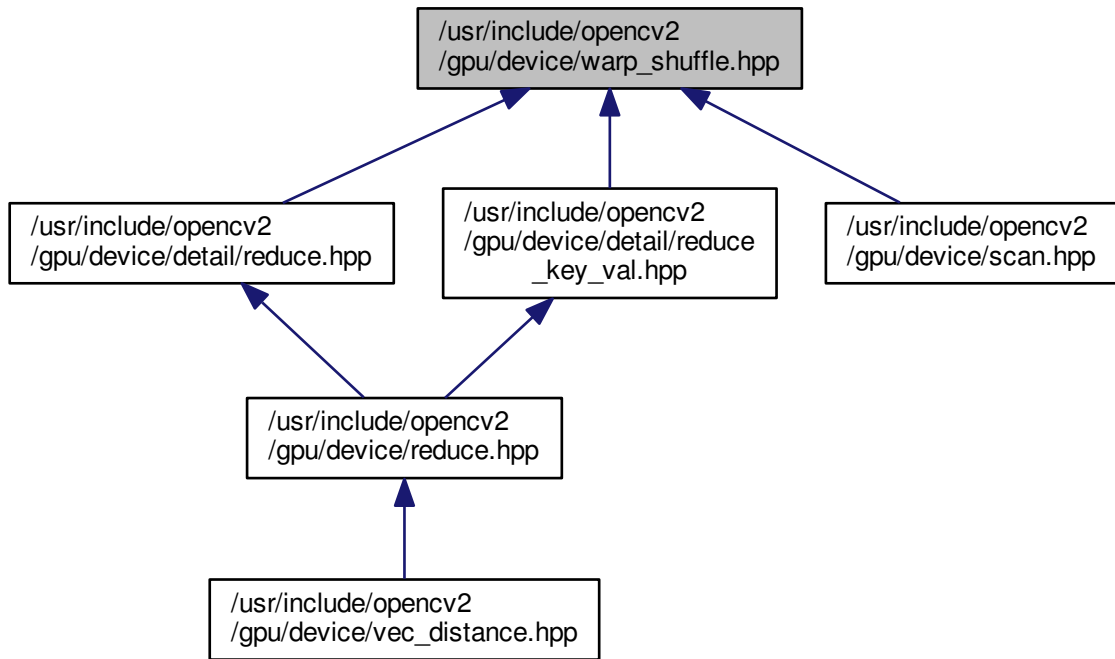 /usr/include/opencv2
/gpu/device/warp_shuffle.hpp
/usr/include/opencv2
/gpu/device/detail/reduce.hpp
/usr/include/opencv2
/gpu/device/detail/reduce
_key_val.hpp
/usr/include/opencv2
/gpu/device/scan.hpp
/usr/include/opencv2
/gpu/device/reduce.hpp
/usr/include/opencv2
/gpu/device/vec_distance.hpp